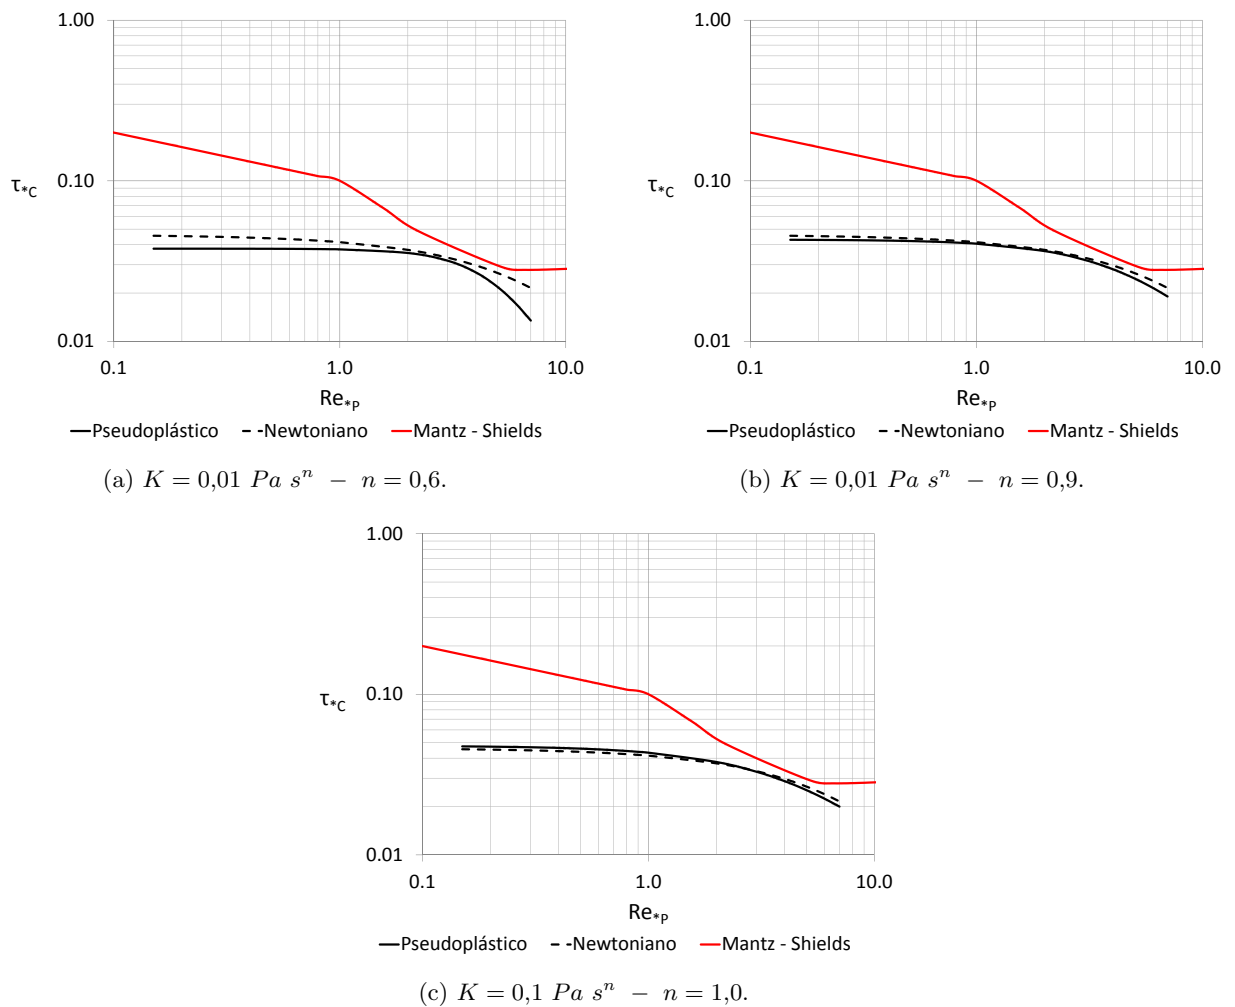 1.00
0.10
0.01
τ*C
0.1 1.0 10.0
Re*P
Pseudoplástico Newtoniano Mantz - Shields
(a) K = 0,01 Pa sⁿ − n = 0,6.
1.00
0.10
0.01
τ*C
0.1 1.0 10.0
Re*P
Pseudoplástico Newtoniano Mantz - Shields
(b) K = 0,01 Pa sⁿ − n = 0,9.
1.00
0.10
0.01
τ*C
0.1 1.0 10.0
Re*P
Pseudoplástico Newtoniano Mantz - Shields
(c) K = 0,1 Pa sⁿ − n = 1,0.